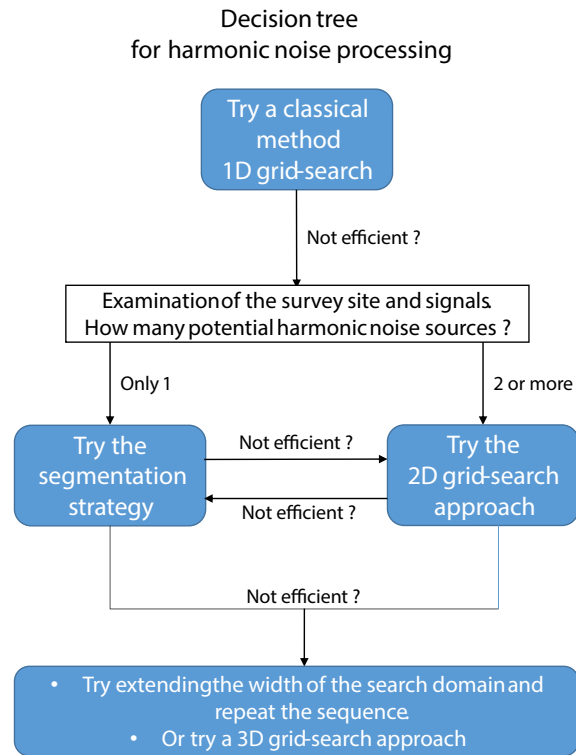 Decision tree
for harmonic noise processing
Try a classical
method
1D grid-search
Not efficient ?
Examination of the survey site and signals.
How many potential harmonic noise sources ?
Only 1
2 or more
Try the
segmentation
strategy
Not efficient ?
Not efficient ?
Try the
2D grid-search
approach
Not efficient ?
• Try extending the width of the search domain and
repeat the sequence.
• Or try a 3D grid-search approach